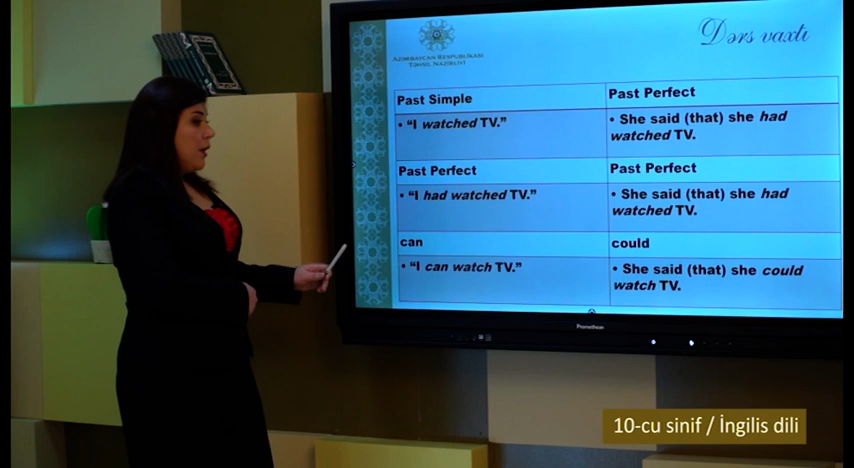 Dərs vaxtı
AZƏRBAYCAN RESPUBLİKASI
TƏHSİL NAZİRLİYİ
Past Simple
Past Perfect
• “I watched TV.”
• She said (that) she had
watched TV.
Past Perfect
Past Perfect
• “I had watched TV.”
• She said (that) she had
watched TV.
can
could
• “I can watch TV.”
• She said (that) she could
watch TV.
Promethean
10-cu sinif / İngilis dili